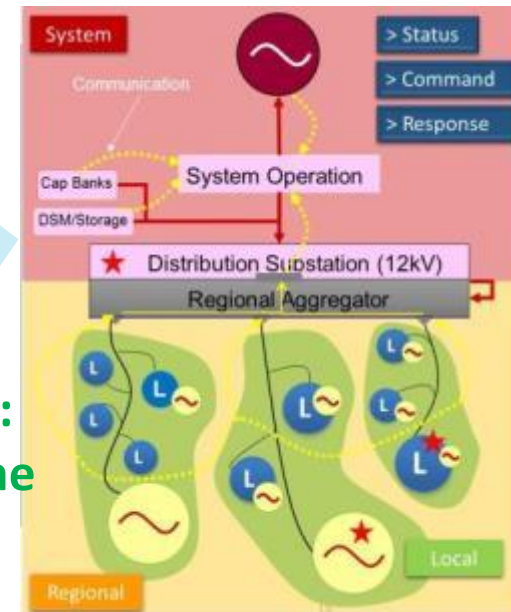 System
> Status
> Command
> Response
Communication
Cap Banks
System Operation
DSM/Storage
Distribution Substation (12kV)
Regional Aggregator
L
L
L
L
L
L
L
L
L
:
ne
Regional
Local